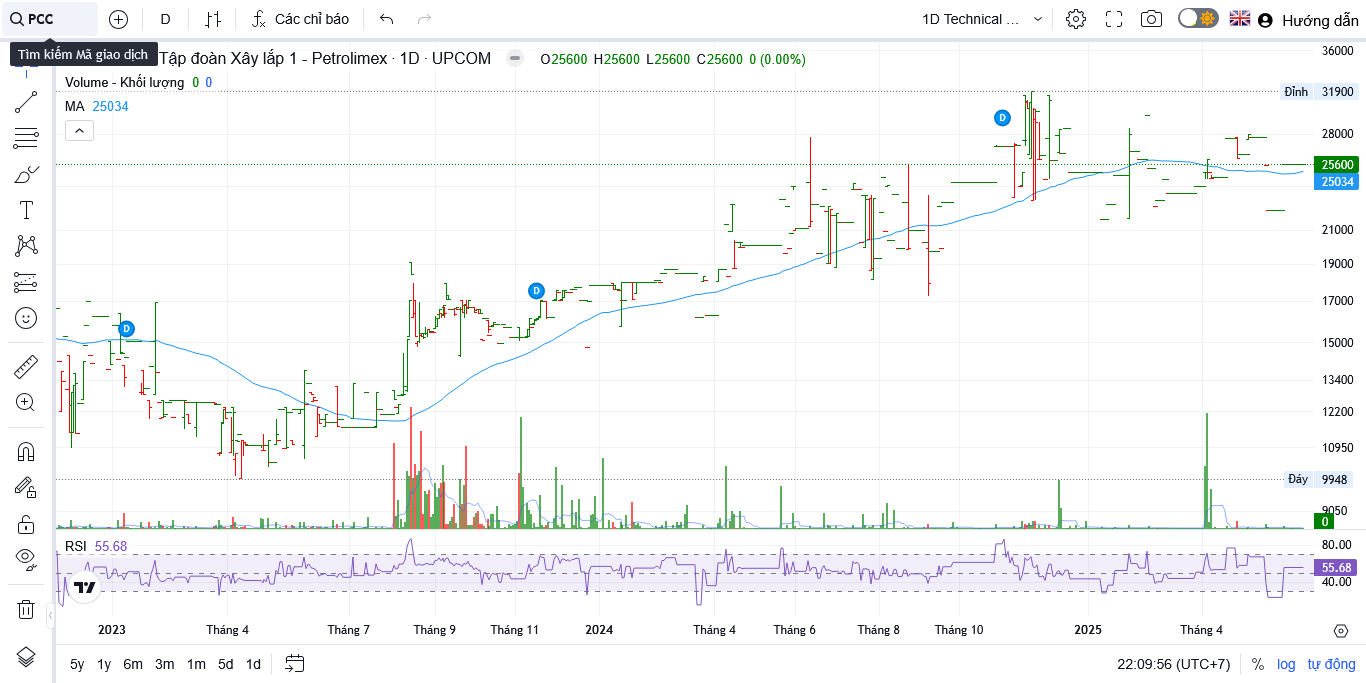 PCC
D
Các chỉ báo
1D Technical ...
Hướng dẫn
Tìm kiếm Mã giao dịch
Tập đoàn Xây lắp 1 - Petrolimex · 1D · UPCOM
O25600 H25600 L25600 C25600 0 (0.00%)
Volume - Khối lượng 0 0
MA 25034
D
D
D
36000
Đỉnh 31900
28000
25600
25034
21000
19000
17000
15000
13400
12200
10950
Đáy 9948
9050
0
RSI 55.68
80.00
55.68
40.00
2023
Tháng 4
Tháng 7
Tháng 9
Tháng 11
2024
Tháng 4
Tháng 6
Tháng 8
Tháng 10
2025
Tháng 4
5y 1y 6m 3m 1m 5d 1d
22:09:56 (UTC+7)
%
log
tự động